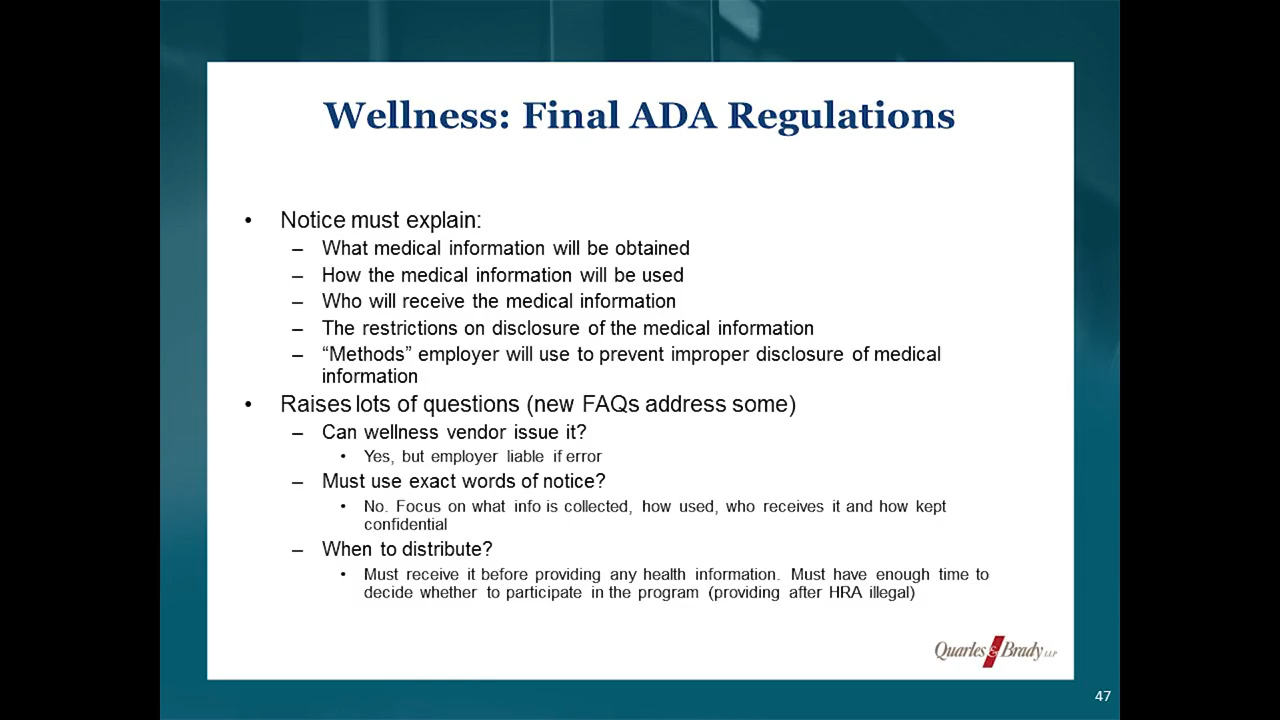 Wellness: Final ADA Regulations
• Notice must explain:
– What medical information will be obtained
– How the medical information will be used
– Who will receive the medical information
– The restrictions on disclosure of the medical information
– “Methods” employer will use to prevent improper disclosure of medical
information
• Raises lots of questions (new FAQs address some)
– Can wellness vendor issue it?
• Yes, but employer liable if error
– Must use exact words of notice?
• No. Focus on what info is collected, how used, who receives it and how kept
confidential
– When to distribute?
• Must receive it before providing any health information. Must have enough time to
decide whether to participate in the program (providing after HRA illegal)
Quarles & Brady LLP
47